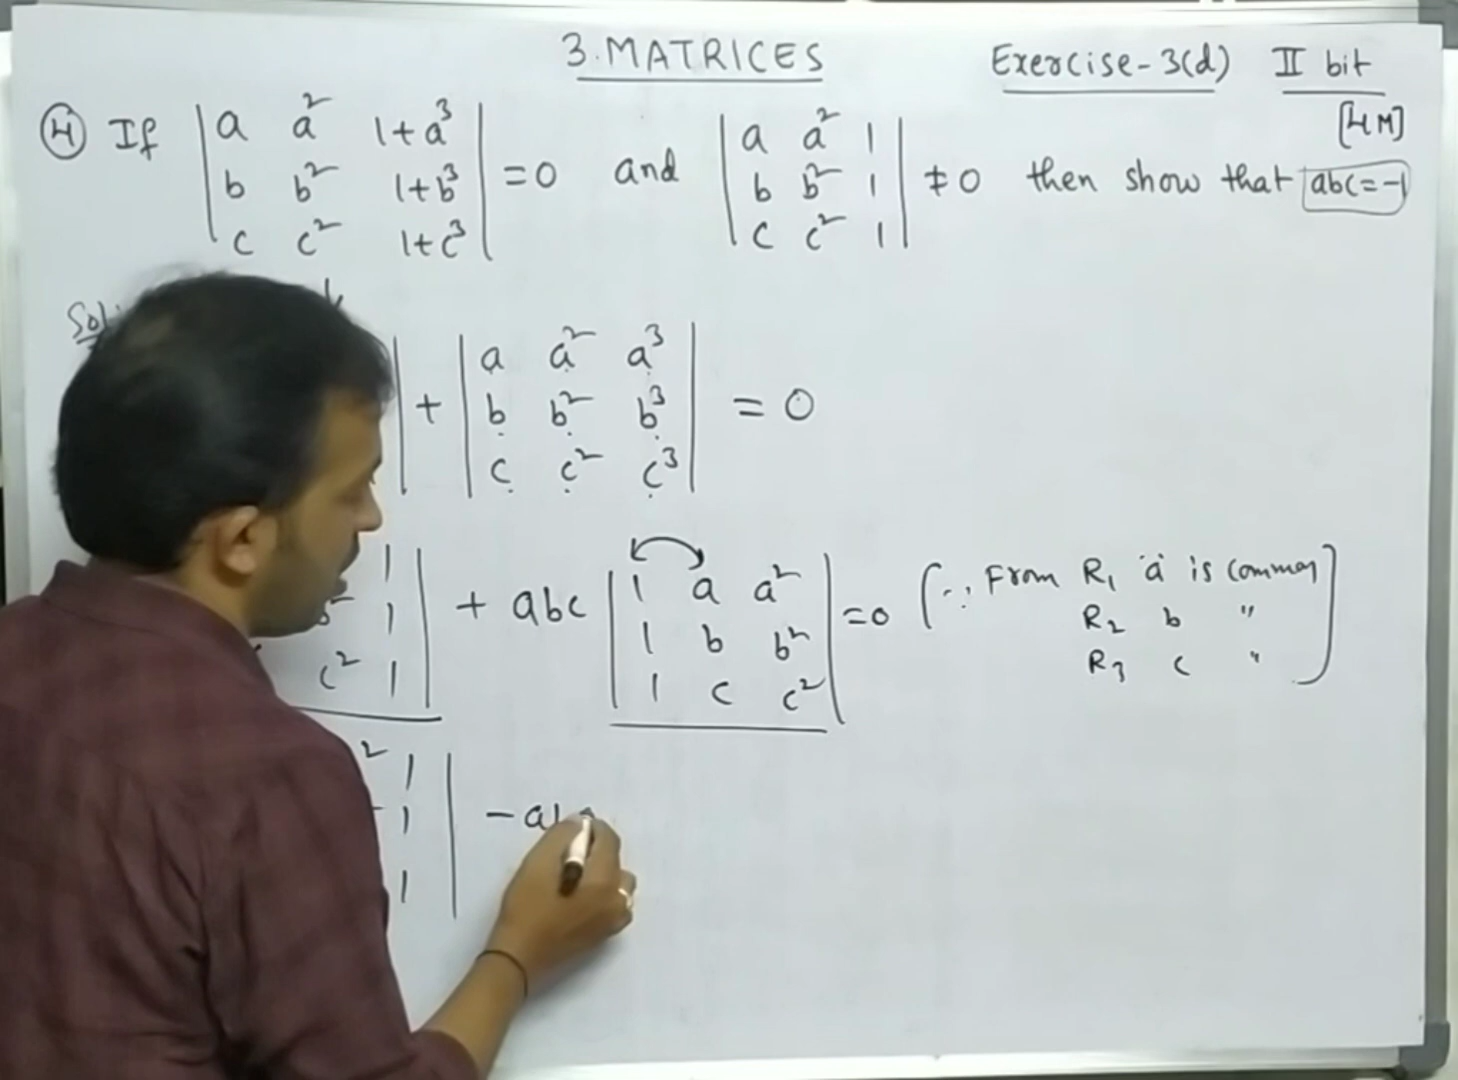 3. MATRICES Exercise-3(d) II bit
[4M]
④ If | a a² 1+a³ | = 0 and | a a² 1 | ≠ 0 then show that abc=-1
| b b² 1+b³ | | b b² 1 |
| c c² 1+c³ | | c c² 1 |
Sol:
| + | a a² a³ | = 0
| b b² b³ |
| c c² c³ |
1 | + abc | 1 a a² | =0 (∵ From R₁ 'a' is common
1 | | 1 b b² | R₂ b "
c² 1 | | 1 c c² | R₃ c " )
² 1 |
1 | - ab
1 |